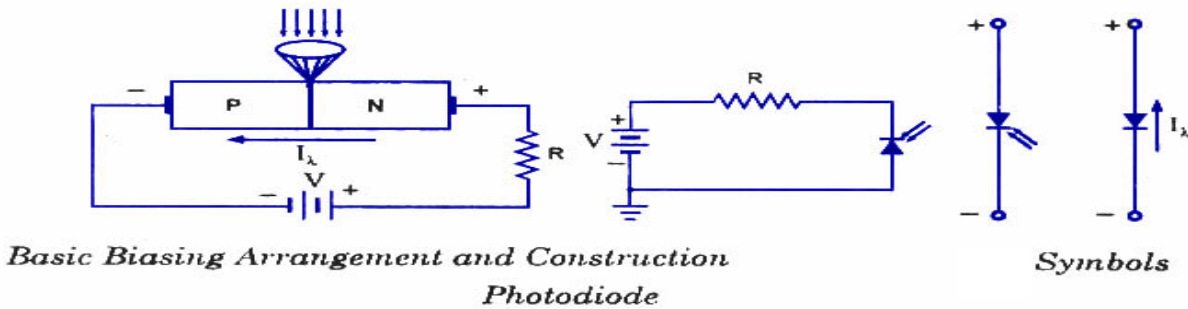 + +
− P N + R
I_λ V + V −
R − + I_λ
− V + − −
Basic Biasing Arrangement and Construction
Symbols
Photodiode